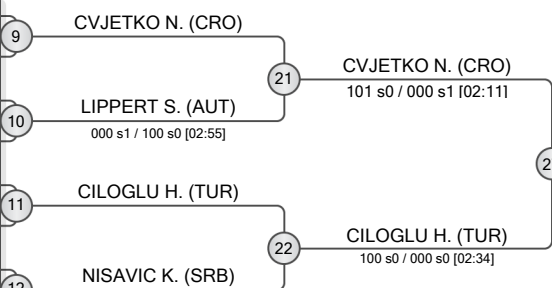 CVJETKO N. (CRO)
9
21
CVJETKO N. (CRO)
101 s0 / 000 s1 [02:11]
LIPPERT S. (AUT)
10
000 s1 / 100 s0 [02:55]
CILOGLU H. (TUR)
11
22
CILOGLU H. (TUR)
100 s0 / 000 s0 [02:34]
NISAVIC K. (SRB)
12